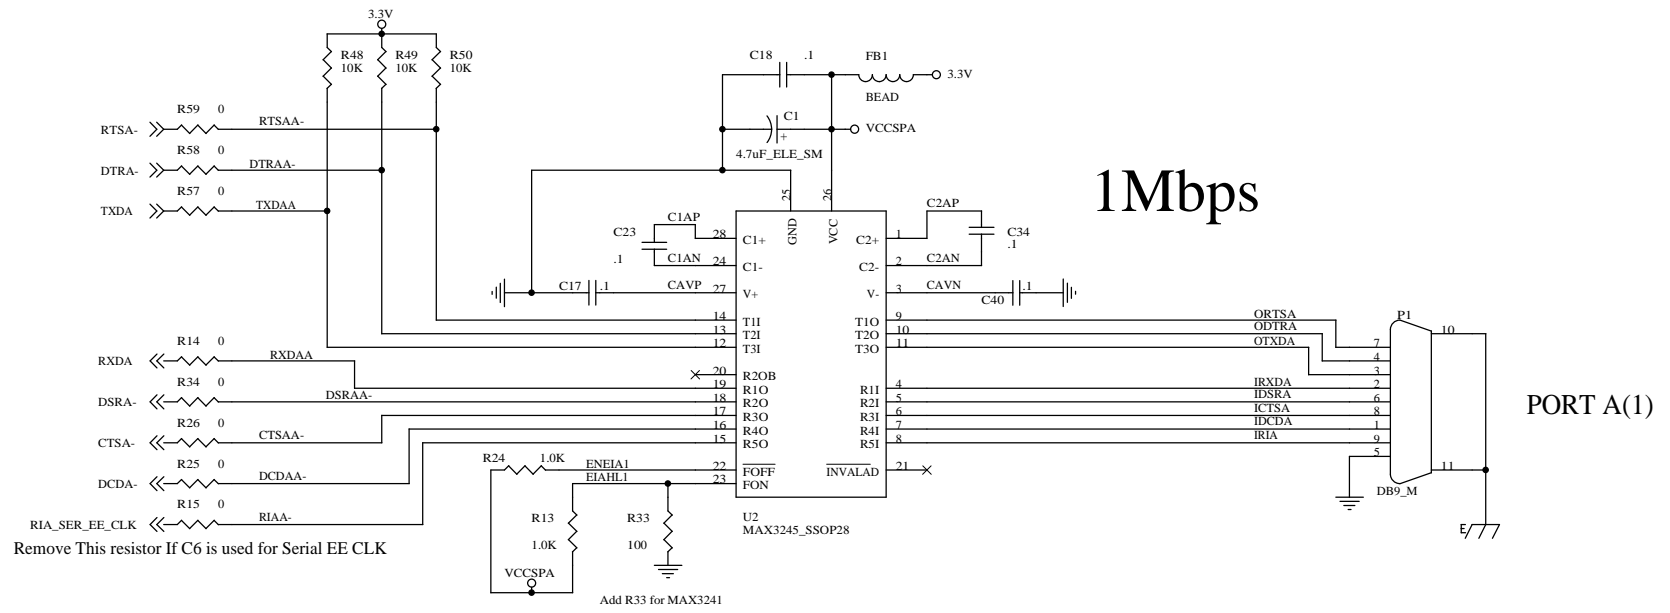 3.3V
R48
10K
R49
10K
R50
10K
C18 .1
FB1
BEAD
3.3V
C1
+
4.7uF_ELE_SM
VCCSPA
RTSA- R59 0 RTSAA-
DTRA- R58 0 DTRAA-
TXDA R57 0 TXDAA
1Mbps
25
26
GND
VCC
C23
.1
C1AP
C1AN
C17 .1 CAVP
28 C1+
24 C1-
27 V+
14 T1I
13 T2I
12 T3I
20 R2OB
19 R1O
18 R2O
17 R3O
16 R4O
15 R5O
22 FOFF
23 FON
C2+ 1
C2- 2
V- 3
T1O 9
T2O 10
T3O 11
R1I 4
R2I 5
R3I 6
R4I 7
R5I 8
INVALAD 21
C2AP
C2AN
C34
.1
CAVN
C40 .1
ORTSA
ODTRA
OTXDA
IRXDA
IDSRA
ICTSA
IDCDA
IRIA
P1
7
4
3
2
6
8
1
9
5
10
11
DB9_M
E
PORT A(1)
RXDA R14 0 RXDAA
DSRA- R34 0 DSRAA-
CTSA- R26 0 CTSAA-
DCDA- R25 0 DCDAA-
RIA_SER_EE_CLK R15 0 RIAA-
Remove This resistor If C6 is used for Serial EE CLK
R24 1.0K
ENEIA1
EIAHL1
R13
1.0K
R33
100
VCCSPA
Add R33 for MAX3241
U2
MAX3245_SSOP28